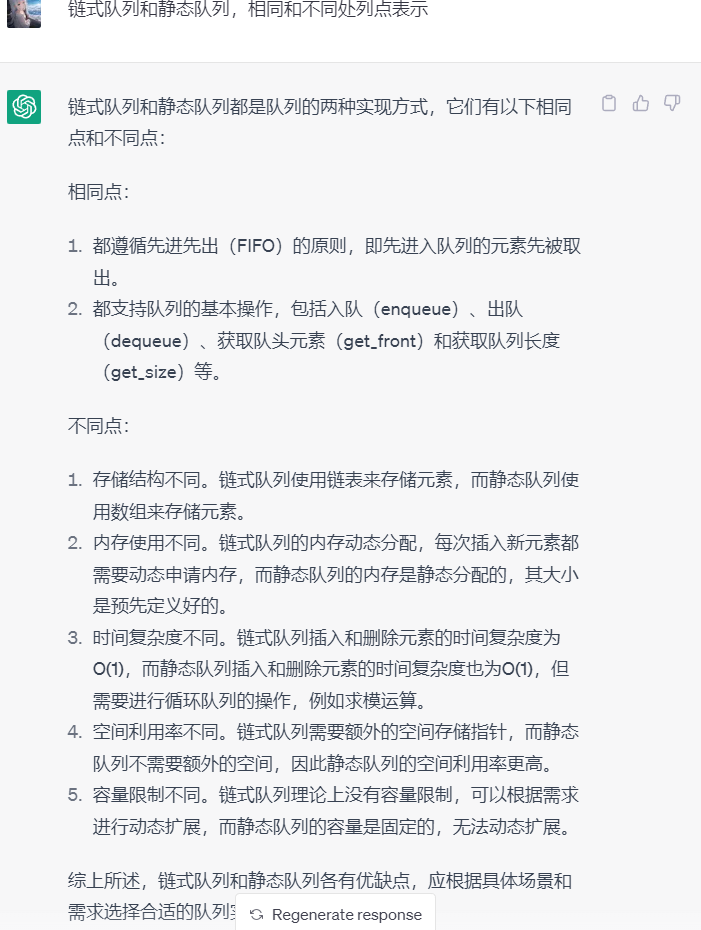 链式队列和静态队列，相同和不同处列点表示
链式队列和静态队列都是队列的两种实现方式，它们有以下相同
点和不同点：
相同点：
1. 都遵循先进先出（FIFO）的原则，即先进入队列的元素先被取
出。
2. 都支持队列的基本操作，包括入队（enqueue）、出队
（dequeue）、获取队头元素（get_front）和获取队列长度
（get_size）等。
不同点：
1. 存储结构不同。链式队列使用链表来存储元素，而静态队列使
用数组来存储元素。
2. 内存使用不同。链式队列的内存动态分配，每次插入新元素都
需要动态申请内存，而静态队列的内存是静态分配的，其大小
是预先定义好的。
3. 时间复杂度不同。链式队列插入和删除元素的时间复杂度为
O(1)，而静态队列插入和删除元素的时间复杂度也为O(1)，但
需要进行循环队列的操作，例如求模运算。
4. 空间利用率不同。链式队列需要额外的空间存储指针，而静态
队列不需要额外的空间，因此静态队列的空间利用率更高。
5. 容量限制不同。链式队列理论上没有容量限制，可以根据需求
进行动态扩展，而静态队列的容量是固定的，无法动态扩展。
综上所述，链式队列和静态队列各有优缺点，应根据具体场景和
需求选择合适的队列
Regenerate response